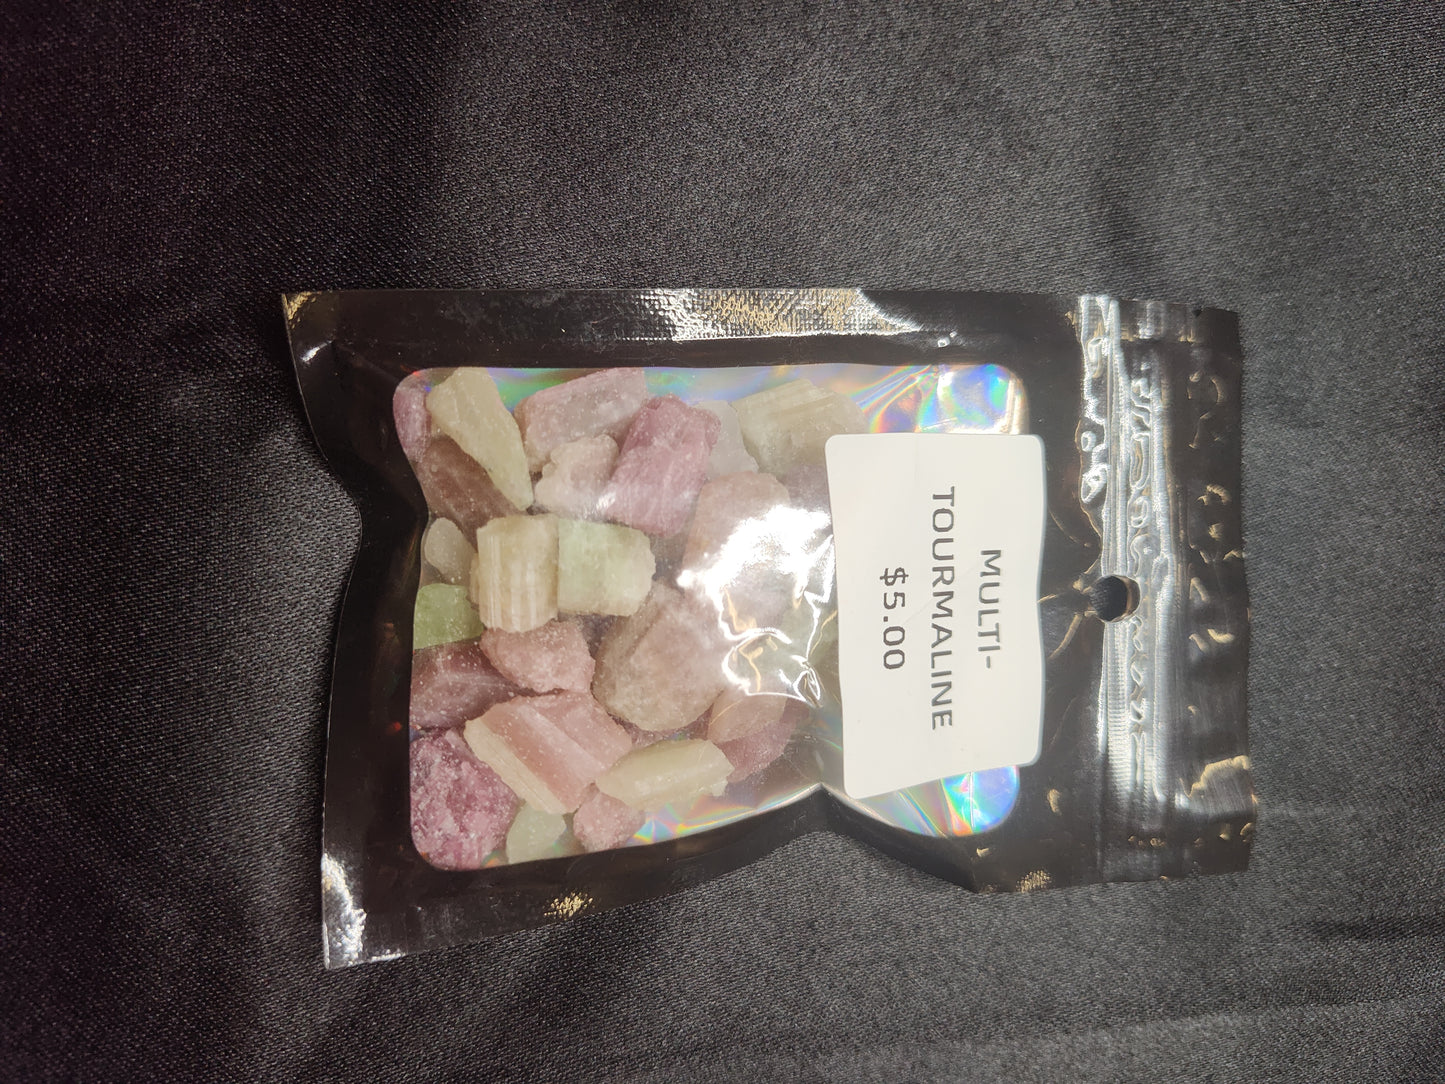 MULTI-
TOURMALINE
$5.00